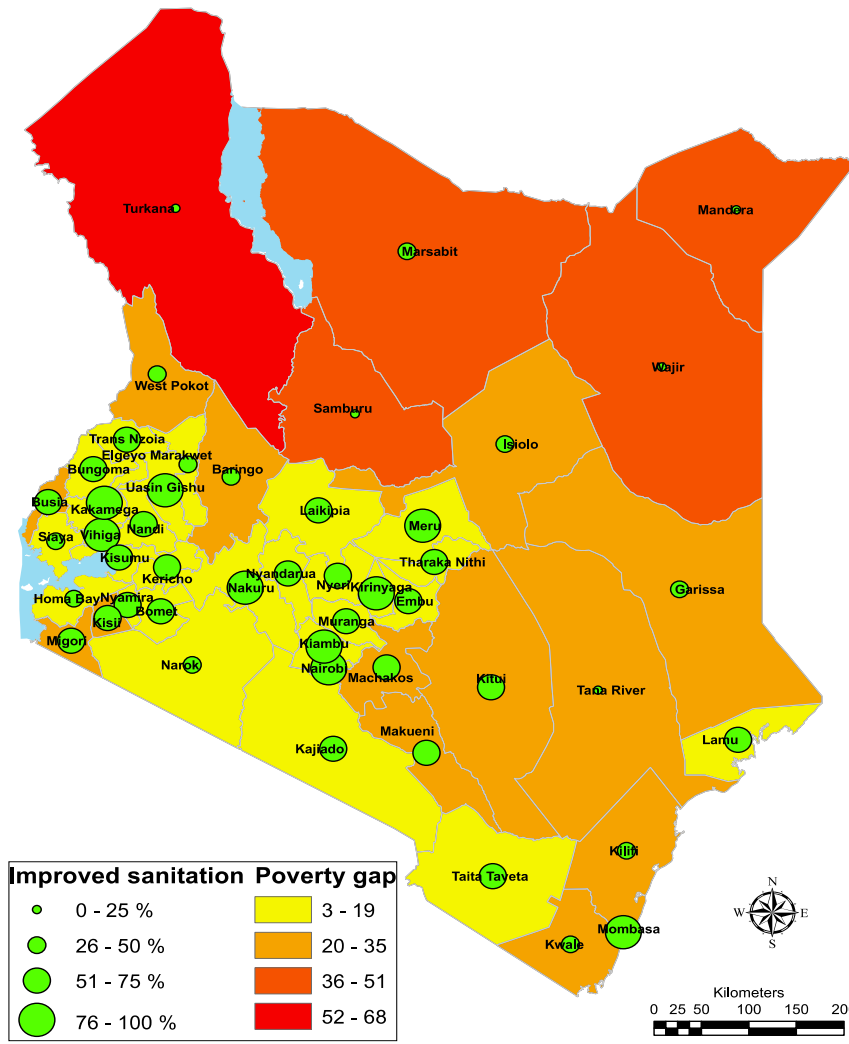 Turkana
Mandera
Marsabit
Wajir
West Pokot
Samburu
Isiolo
Trans Nzoia
Elgeyo Marakwet
Bungoma
Baringo
Uasin Gishu
Busia
Kakamega
Laikipia
Meru
Nandi
Siaya
Vihiga
Kisumu
Tharaka Nithi
Kericho
Nyandarua
Nyeri
Nakuru
Kirinyaga
Garissa
Homa Bay
Nyamira
Embu
Bomet
Kisii
Muranga
Migori
Kiambu
Narok
Nairobi
Machakos
Kitui
Tana River
Makueni
Lamu
Kajiado
Kilifi
Taita Taveta
Mombasa
Kwale
Improved sanitation
0 - 25 %
26 - 50 %
51 - 75 %
76 - 100 %
Poverty gap
3 - 19
20 - 35
36 - 51
52 - 68
N
W E
S
Kilometers
0 25 50 100 150 20